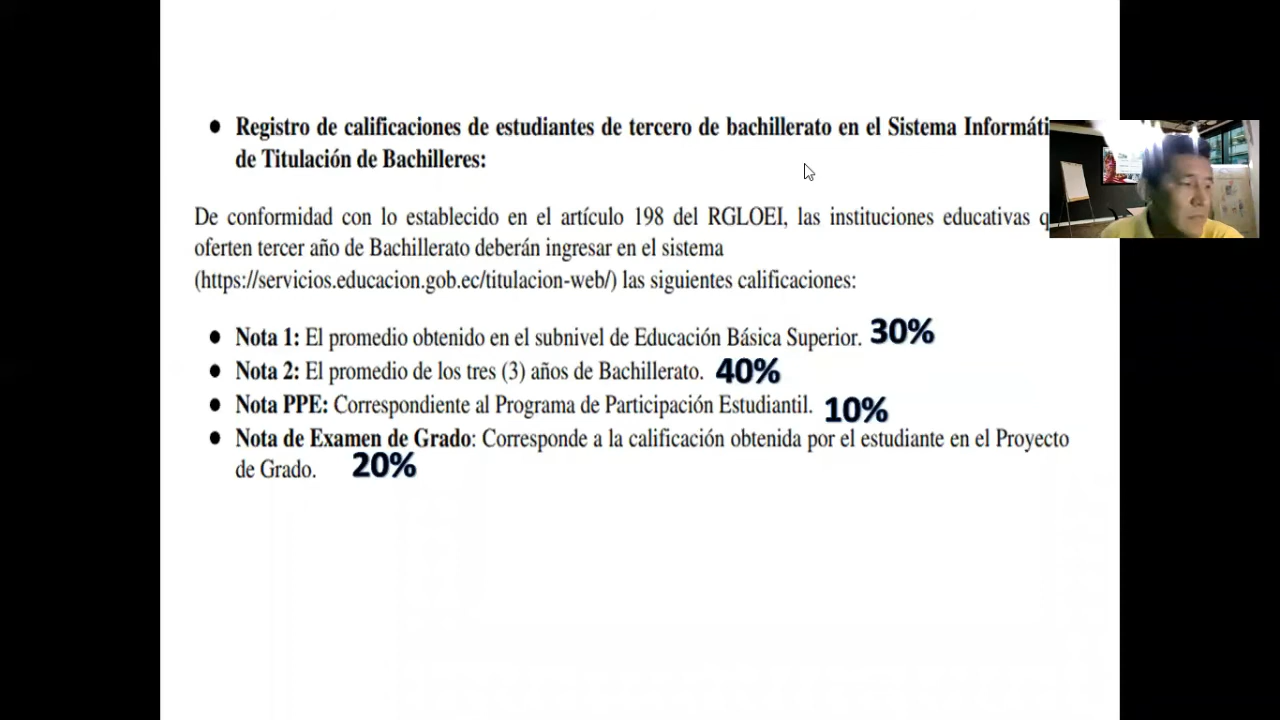 ● Registro de calificaciones de estudiantes de tercero de bachillerato en el Sistema Informáti
de Titulación de Bachilleres:
De conformidad con lo establecido en el artículo 198 del RGLOEI, las instituciones educativas q
oferten tercer año de Bachillerato deberán ingresar en el sistema
(https://servicios.educacion.gob.ec/titulacion-web/) las siguientes calificaciones:
● Nota 1: El promedio obtenido en el subnivel de Educación Básica Superior. 30%
● Nota 2: El promedio de los tres (3) años de Bachillerato. 40%
● Nota PPE: Correspondiente al Programa de Participación Estudiantil. 10%
● Nota de Examen de Grado: Corresponde a la calificación obtenida por el estudiante en el Proyecto
de Grado. 20%